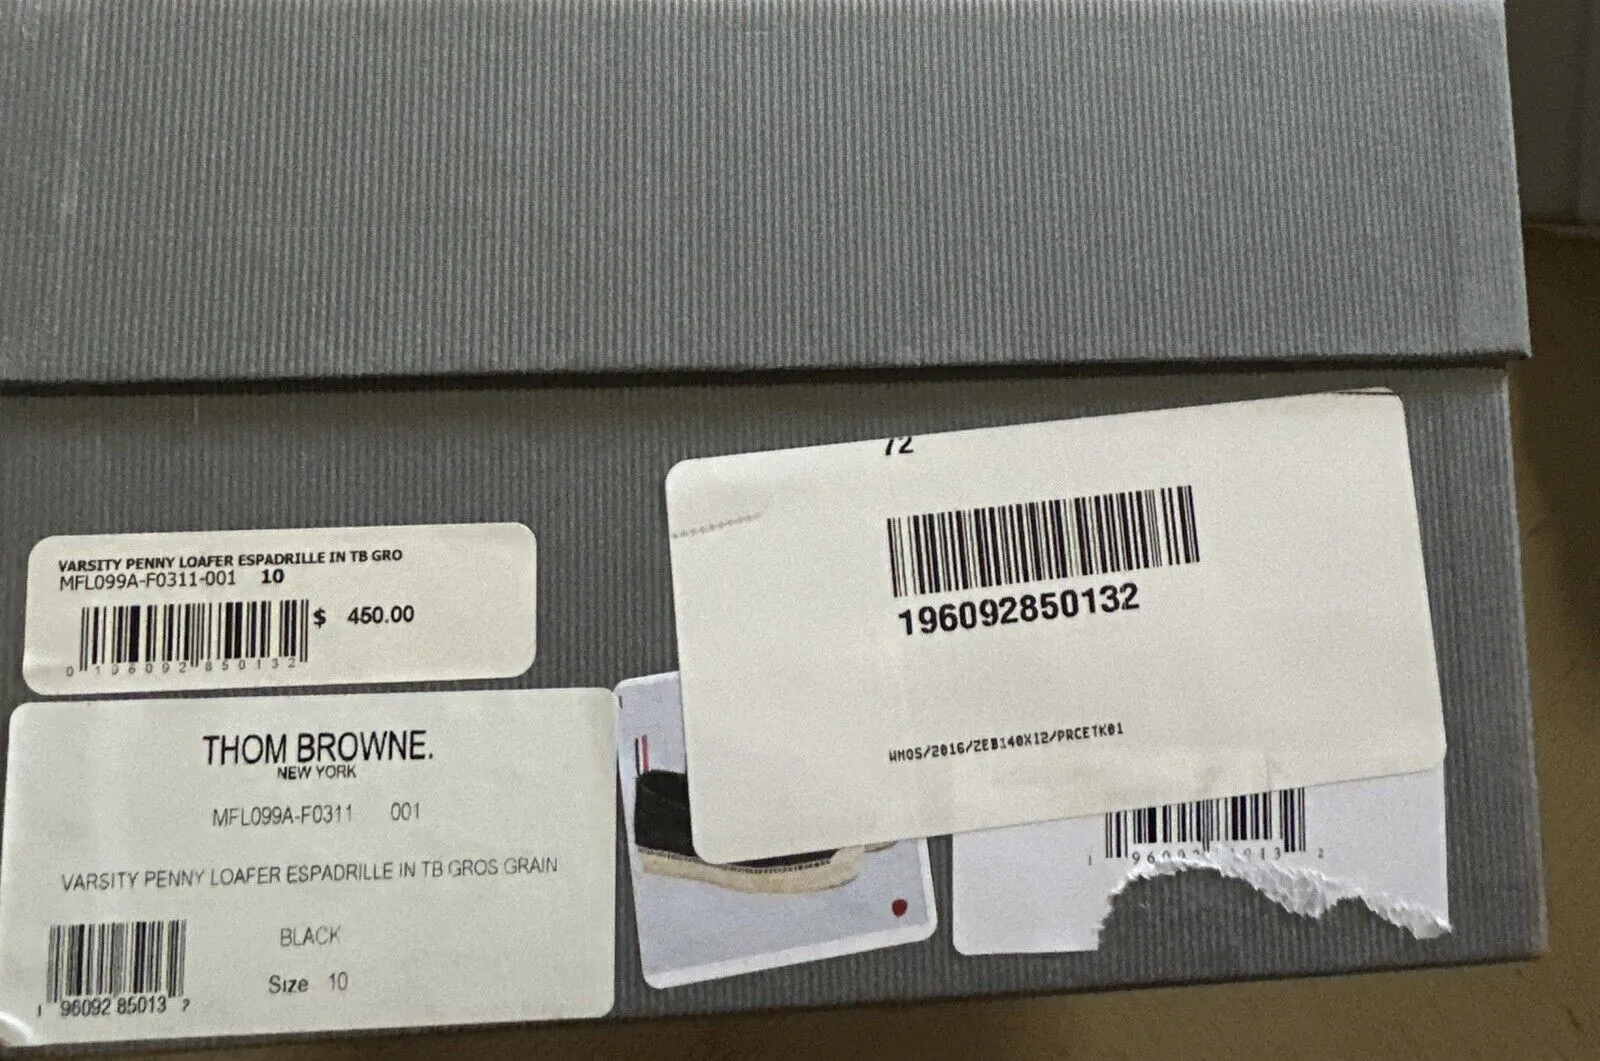 72
196092850132
WMOS/2016/ZEB140X12/PRCETK01
VARSITY PENNY LOAFER ESPADRILLE IN TB GRO
MFL099A-F0311-001 10
$ 450.00
0 196092 850132
THOM BROWNE.
NEW YORK
MFL099A-F0311 001
VARSITY PENNY LOAFER ESPADRILLE IN TB GROS GRAIN
BLACK
Size 10
1 96092 85013 2